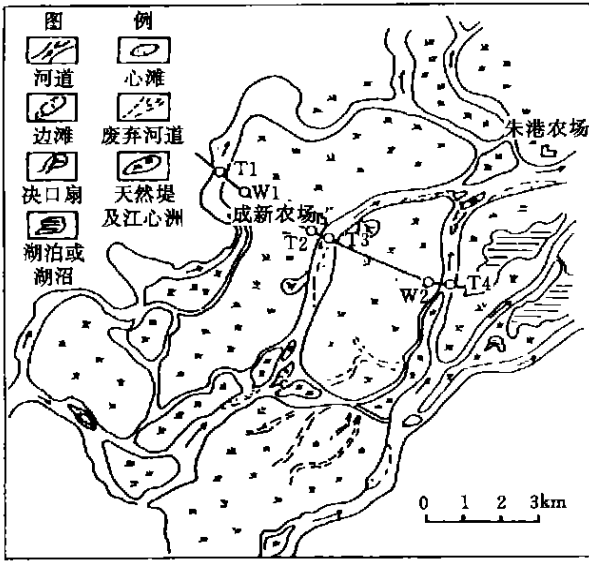 图 例
河道 心滩
边滩 废弃河道
决口扇 天然堤
及江心洲
湖泊或
湖沼
朱港农场
T1
W1
成新农场
T2 T3
W2 T4
0 1 2 3km